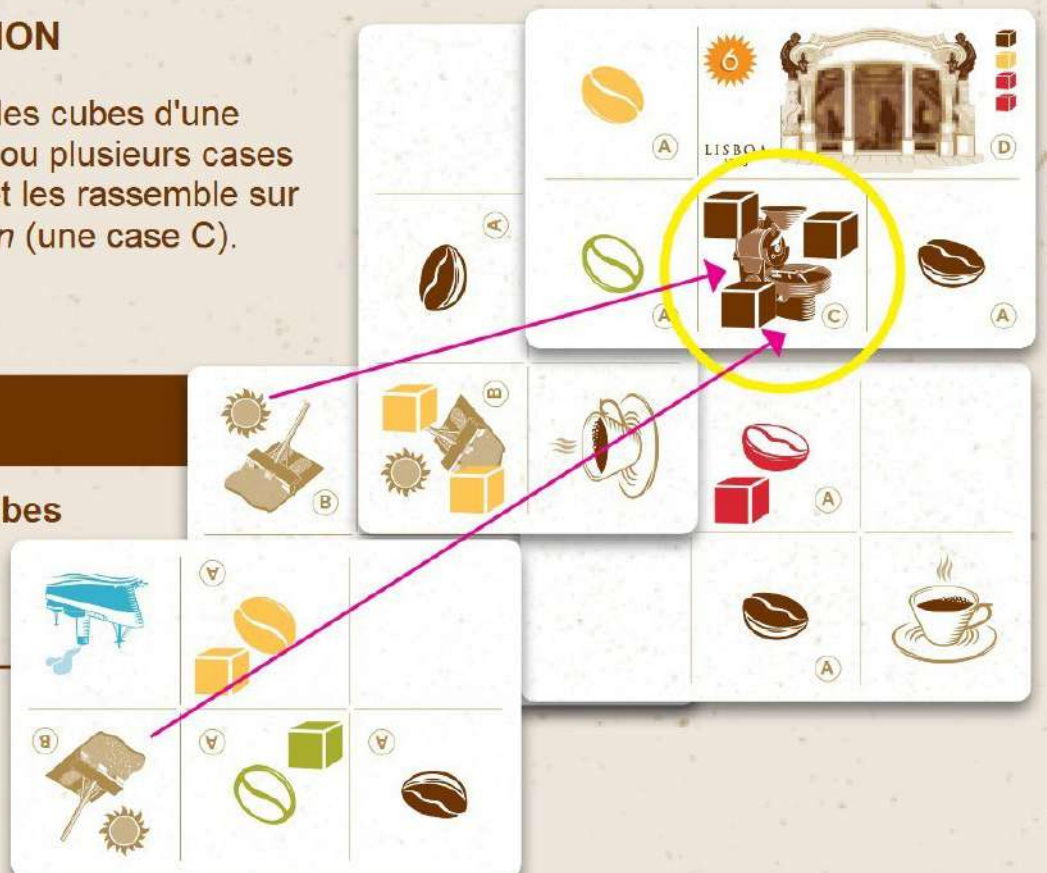 ION
les cubes d'une
ou plusieurs cases
t les rassemble sur
n (une case C).
bes
6
A
LISBOA
D
A
A
C
A
B
B
A
A
A
B
A
A